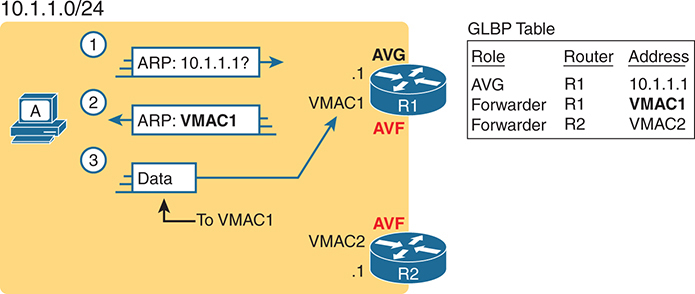 10.1.1.0/24
1
ARP: 10.1.1.1?
2
ARP: VMAC1
A
3
Data
To VMAC1
AVG
.1
VMAC1
R1
AVF
AVF
VMAC2
.1
R2
GLBP Table
Role Router Address
AVG R1 10.1.1.1
Forwarder R1 VMAC1
Forwarder R2 VMAC2